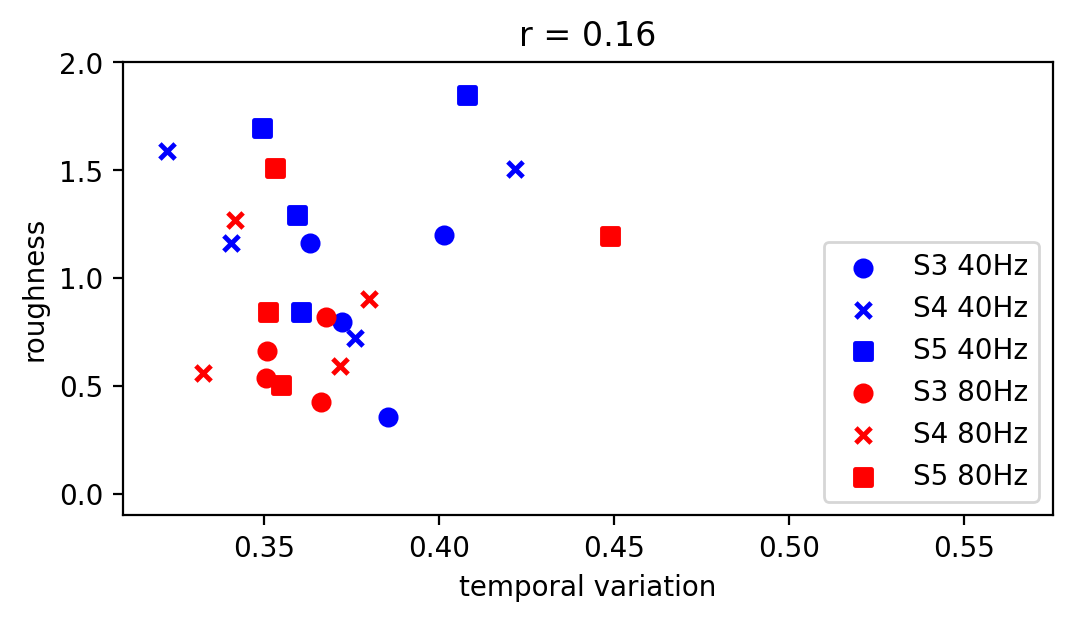 r = 0.16
2.0
1.5
1.0
0.5
0.0
roughness
0.35 0.40 0.45 0.50 0.55
temporal variation
S3 40Hz
S4 40Hz
S5 40Hz
S3 80Hz
S4 80Hz
S5 80Hz